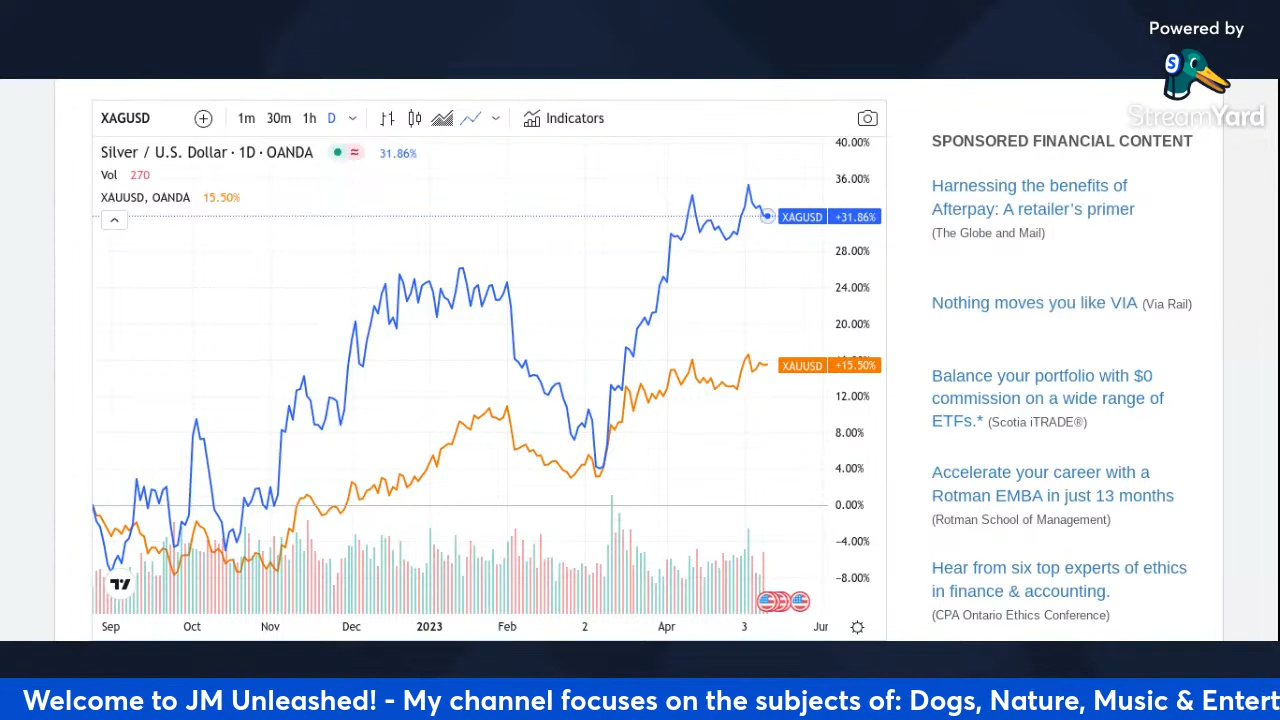 Powered by
StreamYard
XAGUSD
1m 30m 1h D
Indicators
Silver / U.S. Dollar · 1D · OANDA
31.86%
Vol 270
XAUUSD, OANDA 15.50%
40.00%
36.00%
XAGUSD +31.86%
28.00%
24.00%
20.00%
XAUUSD +15.50%
12.00%
8.00%
4.00%
0.00%
−4.00%
−8.00%
Sep Oct Nov Dec 2023 Feb 2 Apr 3 Jun
SPONSORED FINANCIAL CONTENT
Harnessing the benefits of
Afterpay: A retailer’s primer
(The Globe and Mail)
Nothing moves you like VIA (Via Rail)
Balance your portfolio with $0
commission on a wide range of
ETFs.* (Scotia iTRADE®)
Accelerate your career with a
Rotman EMBA in just 13 months
(Rotman School of Management)
Hear from six top experts of ethics
in finance & accounting.
(CPA Ontario Ethics Conference)
Welcome to JM Unleashed! - My channel focuses on the subjects of: Dogs, Nature, Music & Entert